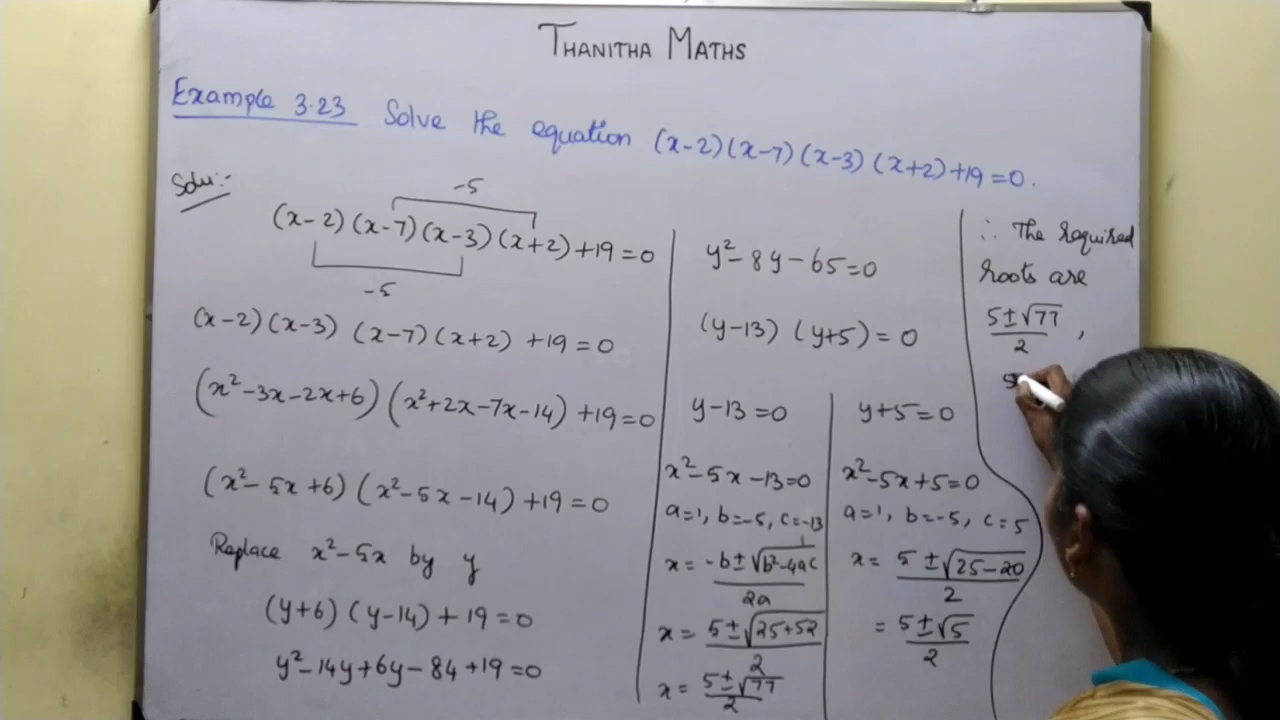 THANITHA MATHS
Example 3.23 Solve the equation (x-2)(x-7)(x-3)(x+2)+19=0.
Solu:-
-5
(x-2)(x-7)(x-3)(x+2)+19=0
-5
(x-2)(x-3) (x-7)(x+2) +19=0
(x²-3x-2x+6)(x²+2x-7x-14)+19=0
(x²-5x+6)(x²-5x-14)+19=0
Replace x²-5x by y
(y+6)(y-14)+19=0
y²-14y+6y-84+19=0
y²-8y-65=0
(y-13)(y+5)=0
y-13=0
x²-5x-13=0
a=1, b=-5, c=-13
x= -b±√b²-4ac / 2a
x= 5±√25+52 / 2
x= 5±√77 / 2
y+5=0
x²-5x+5=0
a=1, b=-5, c=5
x= 5±√25-20 / 2
= 5±√5 / 2
∴ The required
roots are
5±√77 / 2 ,
5